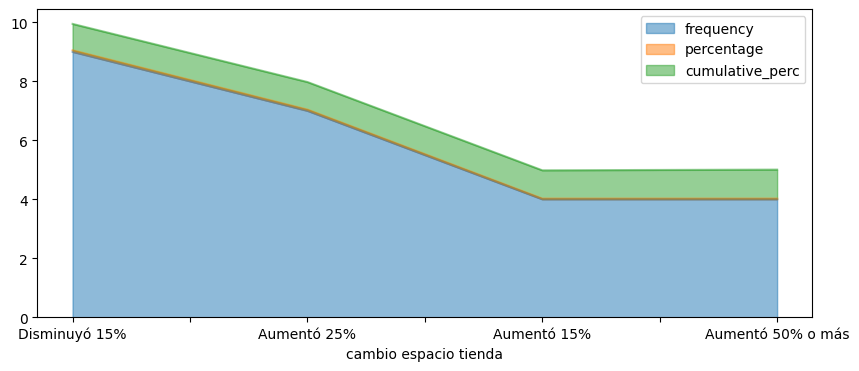 10
8
6
4
2
0
frequency
percentage
cumulative_perc
Disminuyó 15%
Aumentó 25%
Aumentó 15%
Aumentó 50% o más
cambio espacio tienda